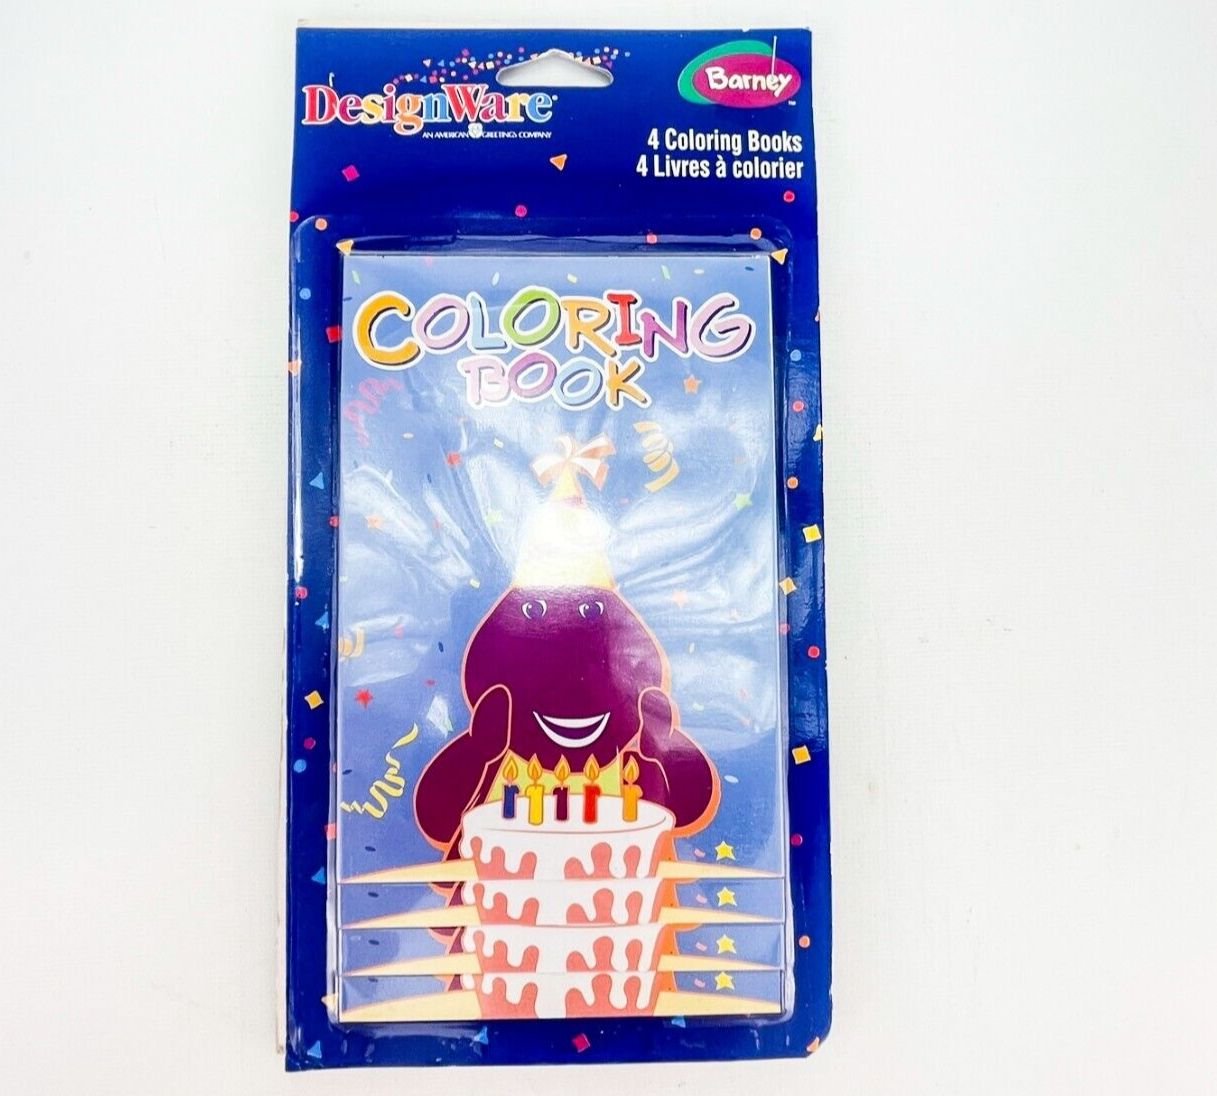 DesignWare
AN AMERICAN GREETINGS COMPANY
Barney
4 Coloring Books
4 Livres à colorier
COLORING
BOOK